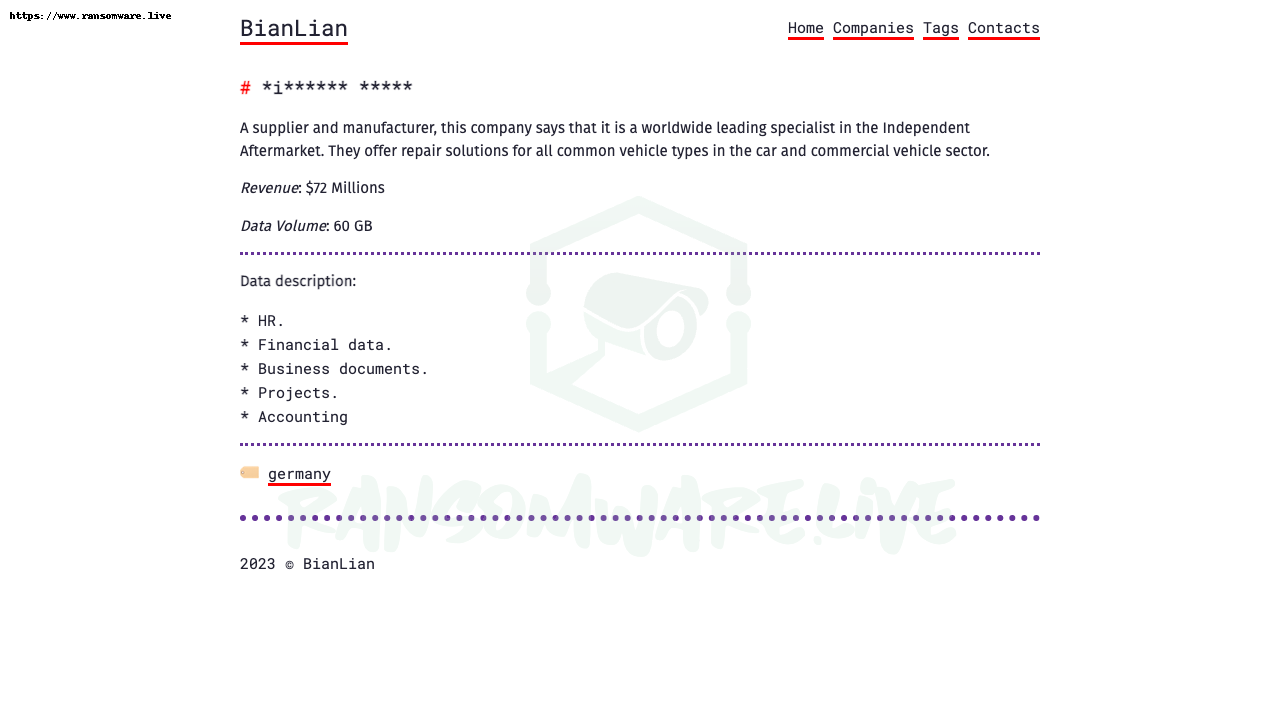 https://www.ransomware.live
BianLian
Home Companies Tags Contacts
# *i****** *****
A supplier and manufacturer, this company says that it is a worldwide leading specialist in the Independent
Aftermarket. They offer repair solutions for all common vehicle types in the car and commercial vehicle sector.
Revenue: $72 Millions
Data Volume: 60 GB
Data description:
* HR.
* Financial data.
* Business documents.
* Projects.
* Accounting
germany
RANSOMWARE.LIVE
2023 © BianLian